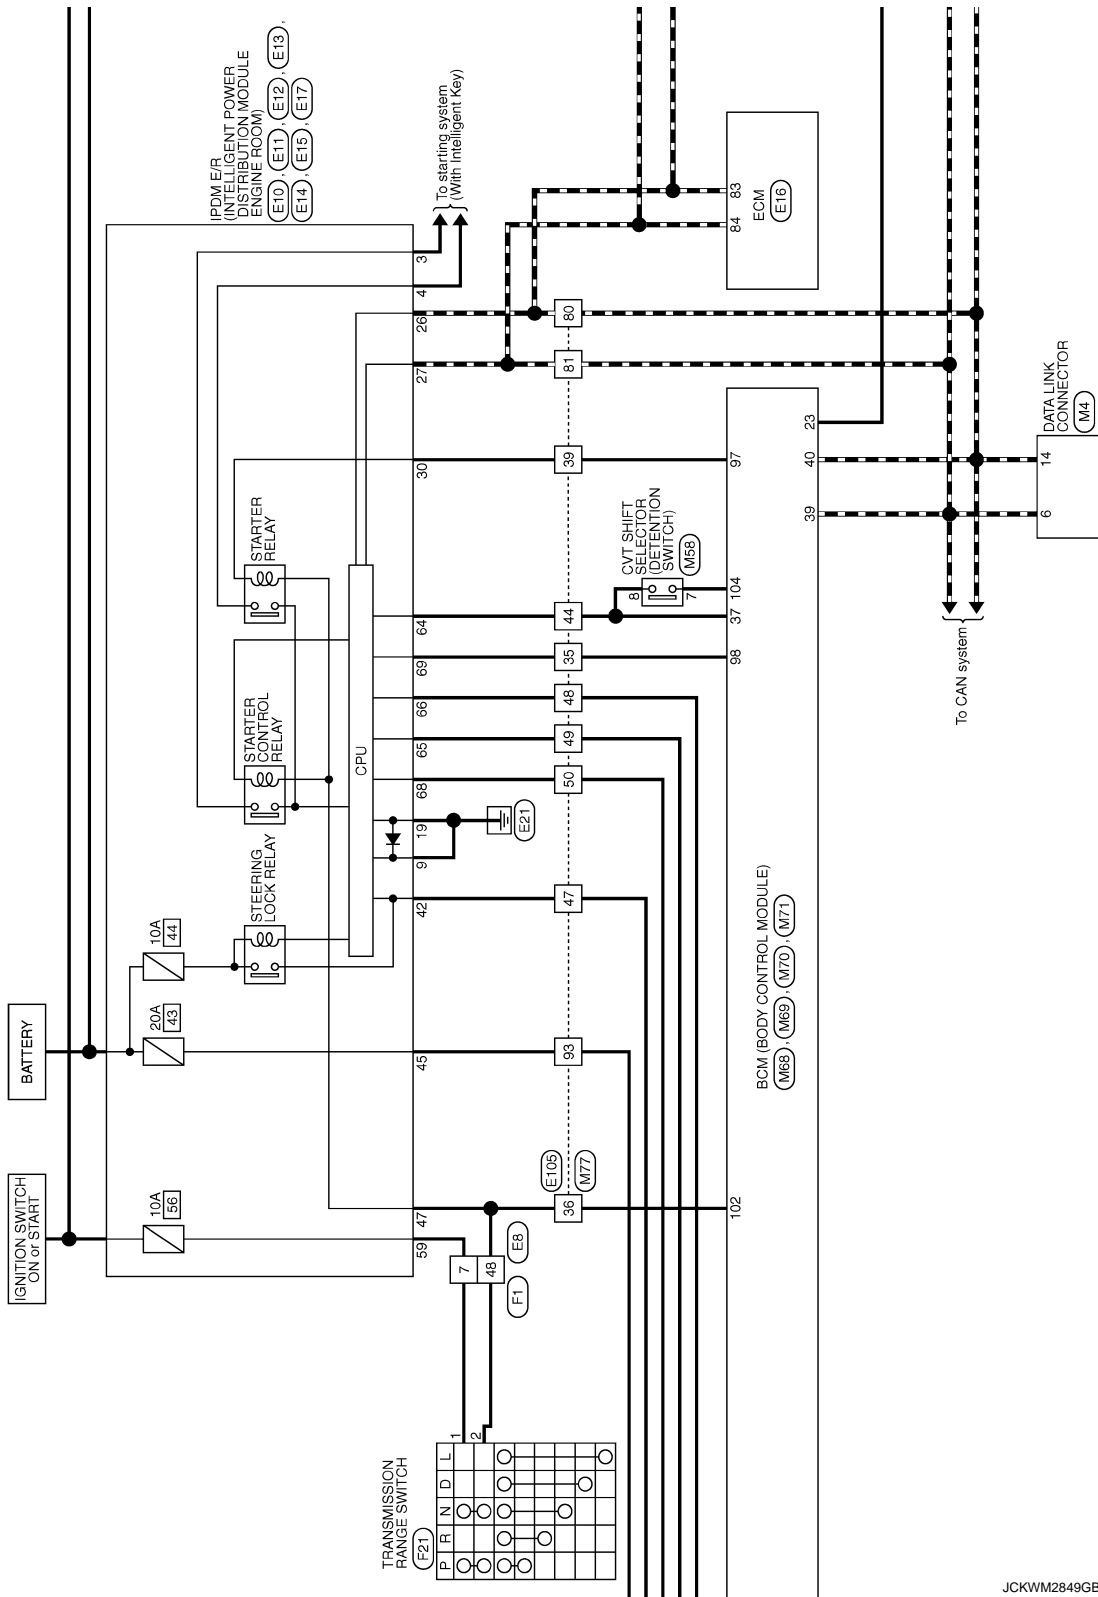 IGNITION SWITCH
ON or START
BATTERY
IPDM E/R
(INTELLIGENT POWER
DISTRIBUTION MODULE
ENGINE ROOM)
E10 , E11 , E12 , E13 ,
E14 , E15 , E17
10A
56
20A
43
10A
44
STEERING
LOCK RELAY
STARTER
CONTROL
RELAY
STARTER
RELAY
CPU
59
47
45
42
9
19
68
65
66
69
64
30
27
26
4
3
To starting system
(With Intelligent Key)
TRANSMISSION
RANGE SWITCH
F21
P
R
N
D
L
1
2
7
48
F1
E8
E105
M77
36
93
47
50
49
48
35
44
39
81
80
CVT SHIFT
SELECTOR
(DETENTION
SWITCH)
M58
8
7
84
83
ECM
E16
102
98
37
104
97
BCM (BODY CONTROL MODULE)
M68 , M69 , M70 , M71
39
40
23
To CAN system
DATA LINK
CONNECTOR
M4
6
14
E21
JCKWM2849GB